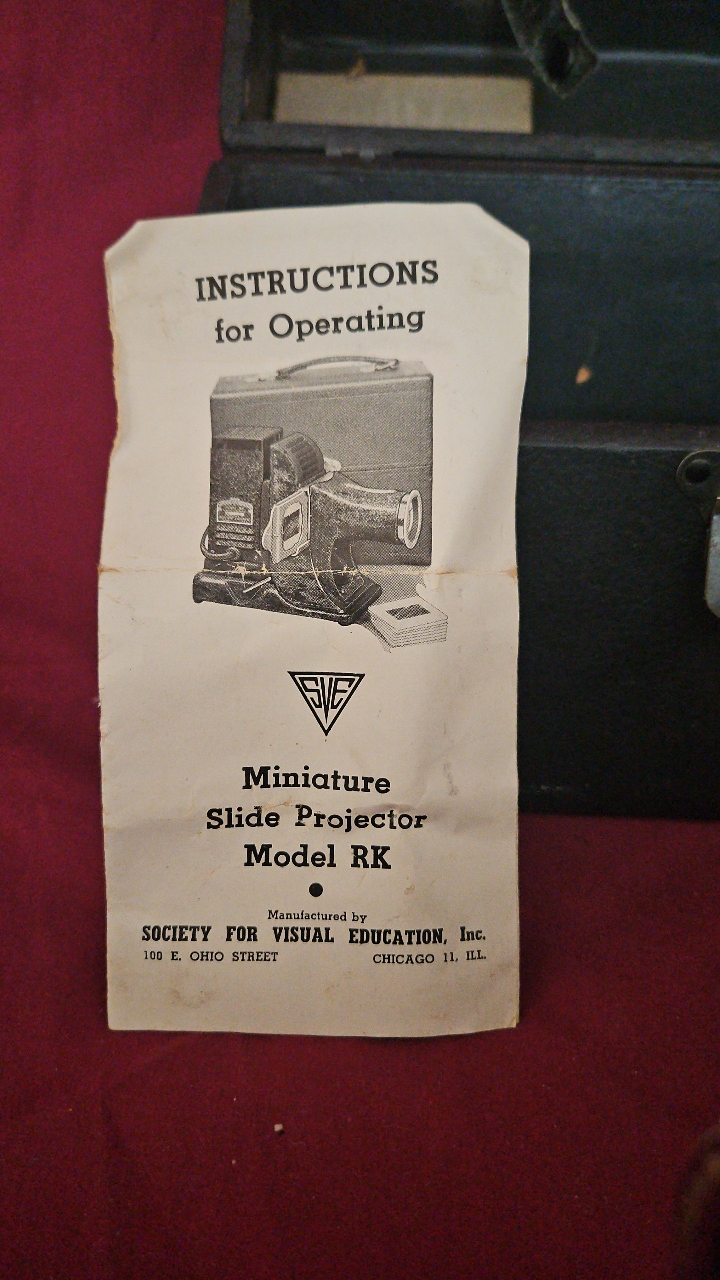 INSTRUCTIONS
for Operating
SVE
Miniature
Slide Projector
Model RK
Manufactured by
SOCIETY FOR VISUAL EDUCATION, Inc.
100 E. OHIO STREET CHICAGO 11, ILL.